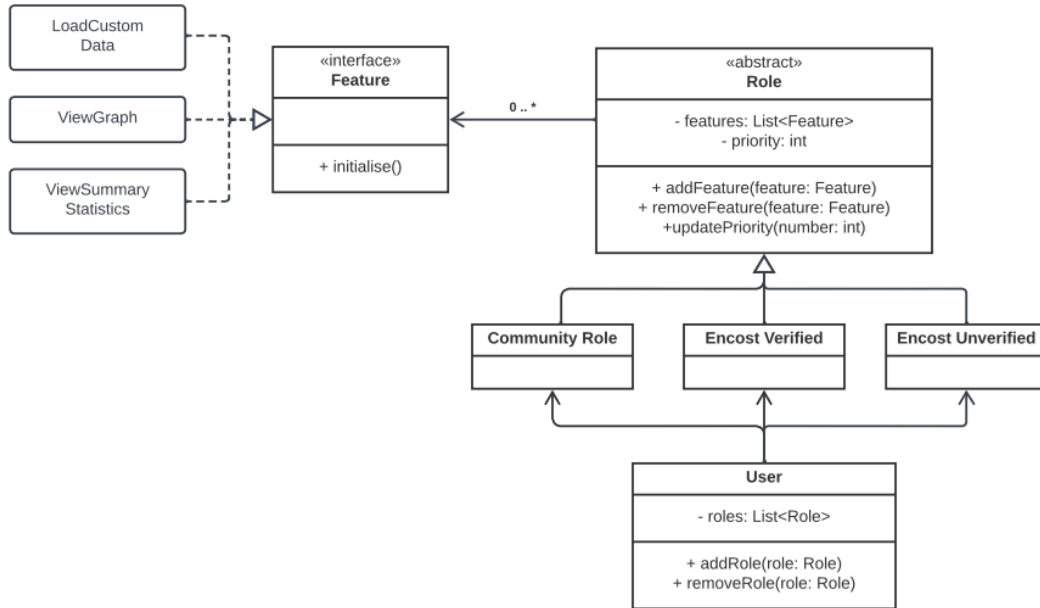 LoadCustom
Data
ViewGraph
ViewSummary
Statistics
«interface»
Feature
+ initialise()
0 .. *
«abstract»
Role
- features: List<Feature>
- priority: int
+ addFeature(feature: Feature)
+ removeFeature(feature: Feature)
+updatePriority(number: int)
Community Role
Encost Verified
Encost Unverified
User
- roles: List<Role>
+ addRole(role: Role)
+ removeRole(role: Role)